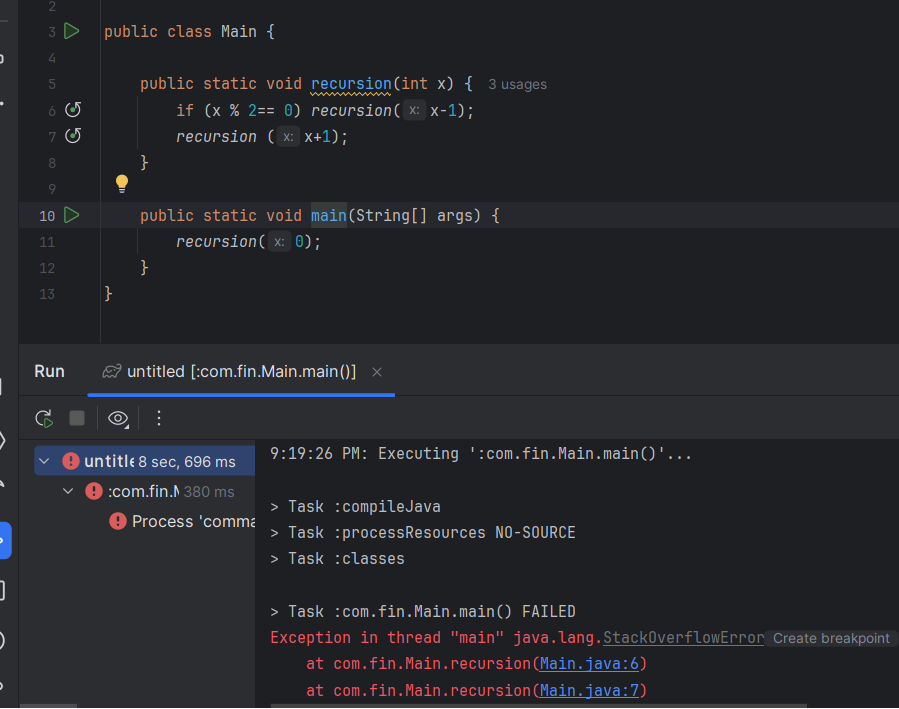 2
3 public class Main {
4
5 public static void recursion(int x) { 3 usages
6 if (x % 2== 0) recursion( x: x-1);
7 recursion ( x: x+1);
8 }
9
10 public static void main(String[] args) {
11 recursion( x: 0);
12 }
13 }
Run untitled [:com.fin.Main.main()]
untitle 8 sec, 696 ms
:com.fin.M 380 ms
Process 'comma
9:19:26 PM: Executing ':com.fin.Main.main()'...
> Task :compileJava
> Task :processResources NO-SOURCE
> Task :classes
> Task :com.fin.Main.main() FAILED
Exception in thread "main" java.lang.StackOverflowError Create breakpoint
at com.fin.Main.recursion(Main.java:6)
at com.fin.Main.recursion(Main.java:7)